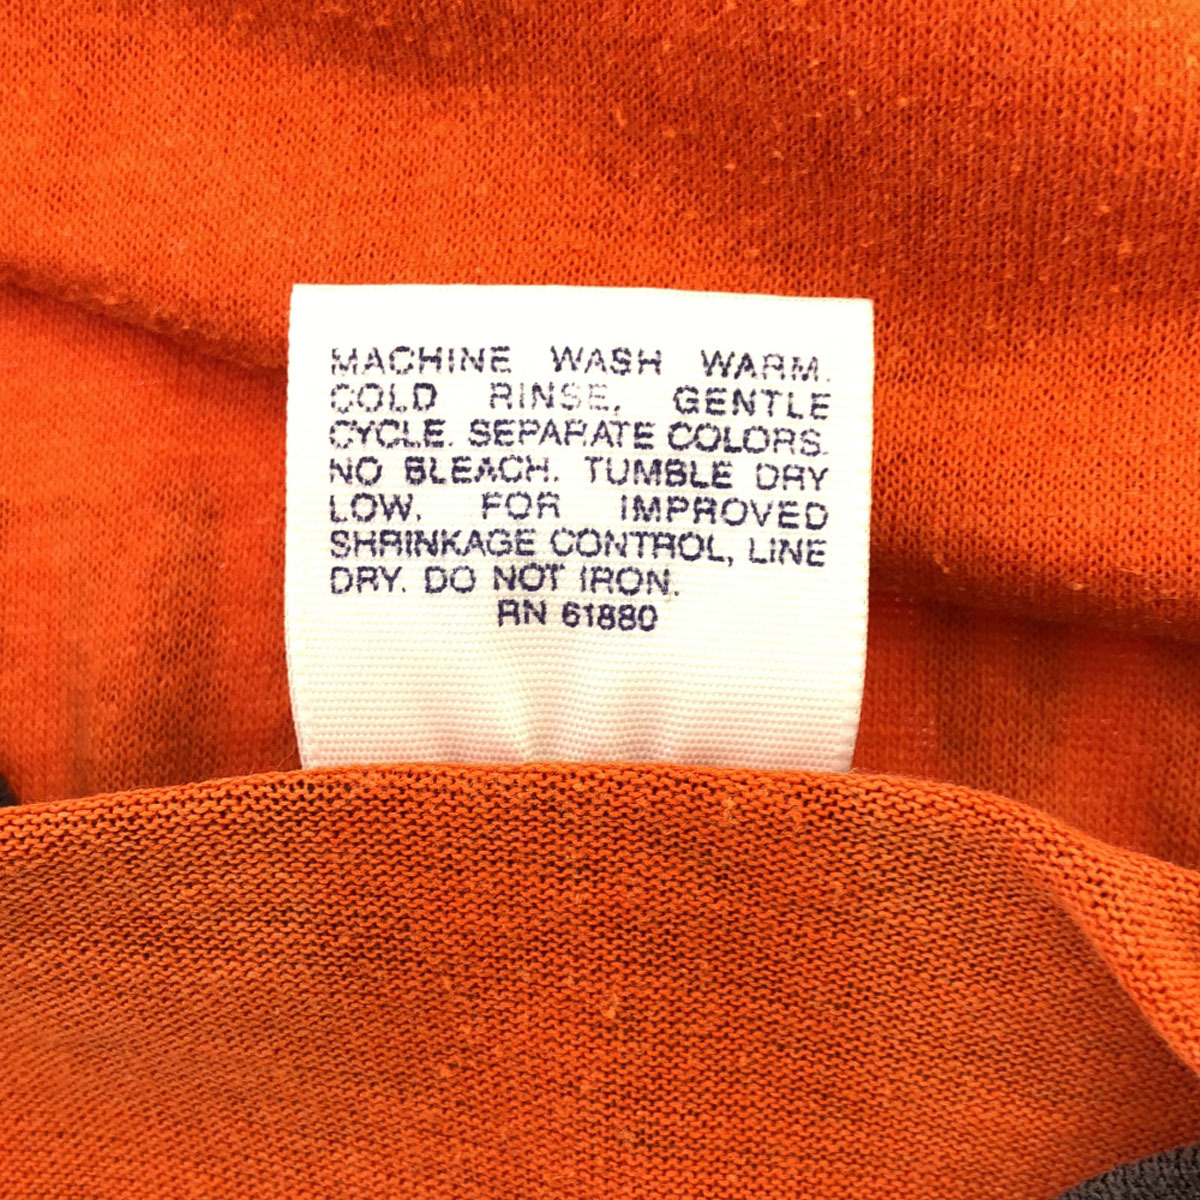 MACHINE WASH WARM.
COLD RINSE, GENTLE
CYCLE. SEPARATE COLORS.
NO BLEACH. TUMBLE DRY
LOW. FOR IMPROVED
SHRINKAGE CONTROL, LINE
DRY. DO NOT IRON.
RN 61880